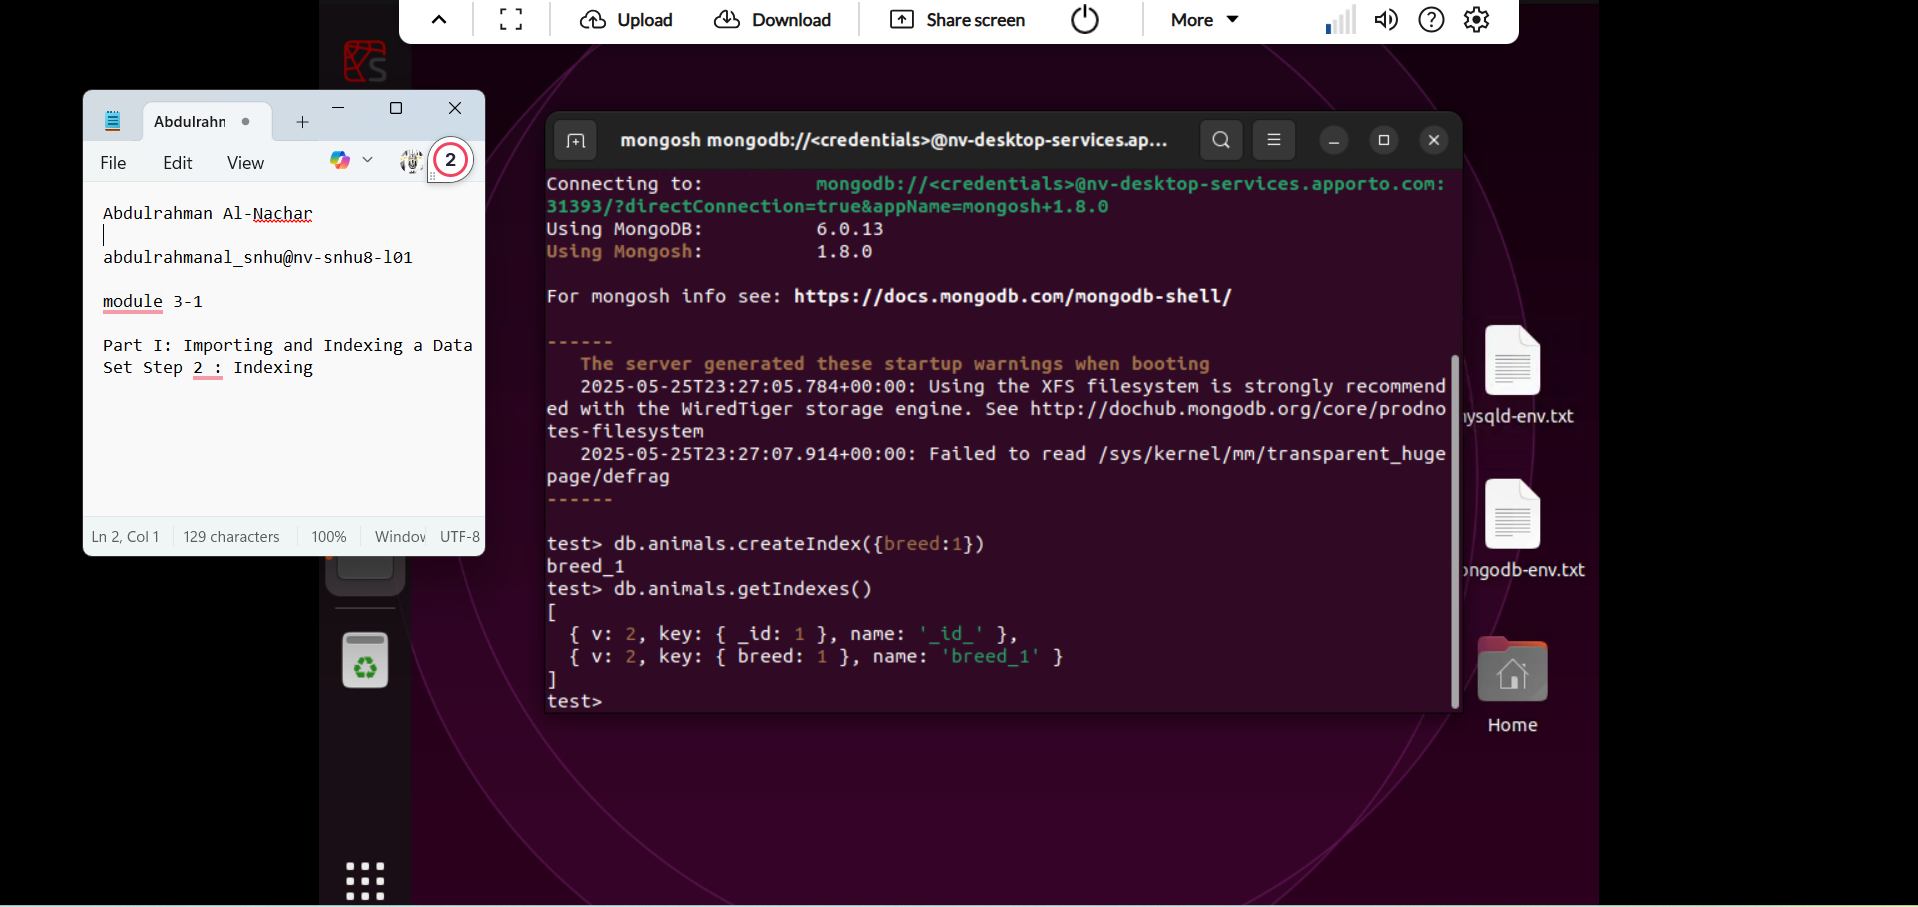 Upload
Download
Share screen
More
Abdulrahn
File
Edit
View
2
Abdulrahman Al-Nachar
abdulrahmanal_snhu@nv-snhu8-l01
module 3-1
Part I: Importing and Indexing a Data
Set Step 2 : Indexing
Ln 2, Col 1
129 characters
100%
Window
UTF-8
mongosh mongodb://<credentials>@nv-desktop-services.ap...
Connecting to: mongodb://<credentials>@nv-desktop-services.apporto.com:
31393/?directConnection=true&appName=mongosh+1.8.0
Using MongoDB: 6.0.13
Using Mongosh: 1.8.0
For mongosh info see: https://docs.mongodb.com/mongodb-shell/
------
The server generated these startup warnings when booting
2025-05-25T23:27:05.784+00:00: Using the XFS filesystem is strongly recommend
ed with the WiredTiger storage engine. See http://dochub.mongodb.org/core/prodno
tes-filesystem
2025-05-25T23:27:07.914+00:00: Failed to read /sys/kernel/mm/transparent_huge
page/defrag
------
test> db.animals.createIndex({breed:1})
breed_1
test> db.animals.getIndexes()
[
{ v: 2, key: { _id: 1 }, name: '_id_' },
{ v: 2, key: { breed: 1 }, name: 'breed_1' }
]
test>
ysqld-env.txt
ongodb-env.txt
Home